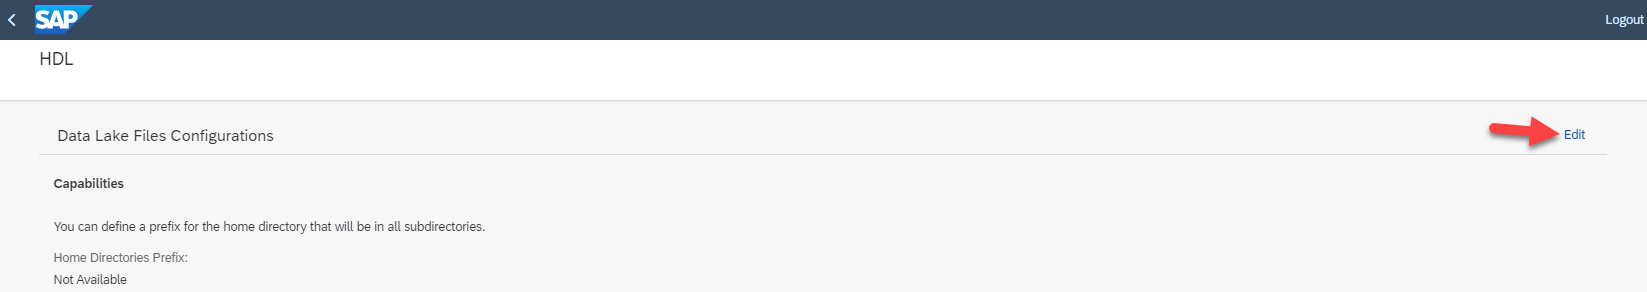 SAP
Logout
HDL
Data Lake Files Configurations
Edit
Capabilities
You can define a prefix for the home directory that will be in all subdirectories.
Home Directories Prefix:
Not Available